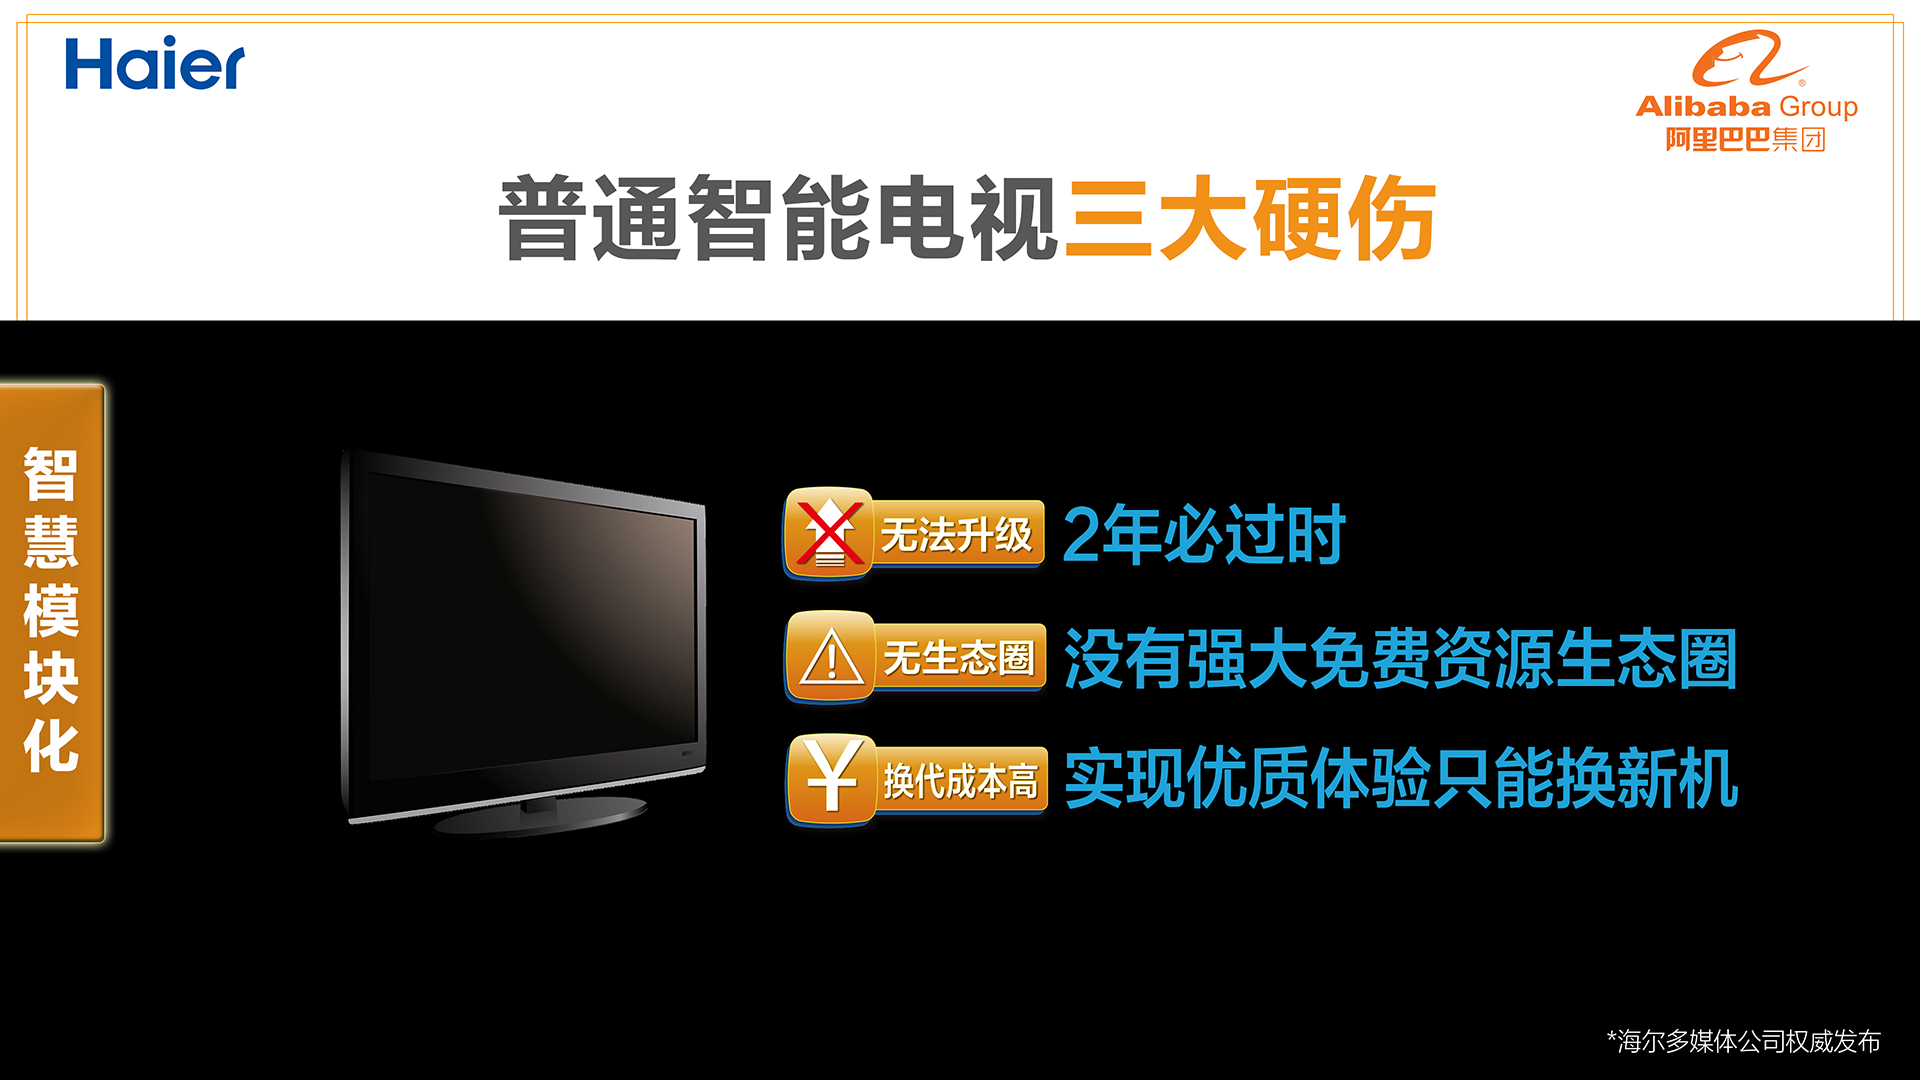 Haier
Alibaba Group
阿里巴巴集团
普通智能电视三大硬伤
智慧模块化
无法升级 2年必过时
无生态圈 没有强大免费资源生态圈
¥ 换代成本高 实现优质体验只能换新机
*海尔多媒体公司权威发布